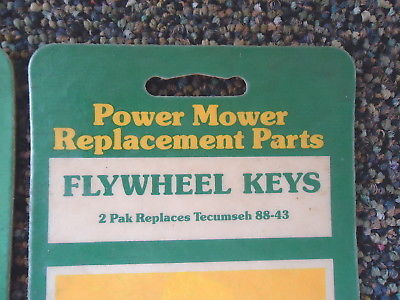 Power Mower
Replacement Parts
FLYWHEEL KEYS
2 Pak Replaces Tecumseh 88-43